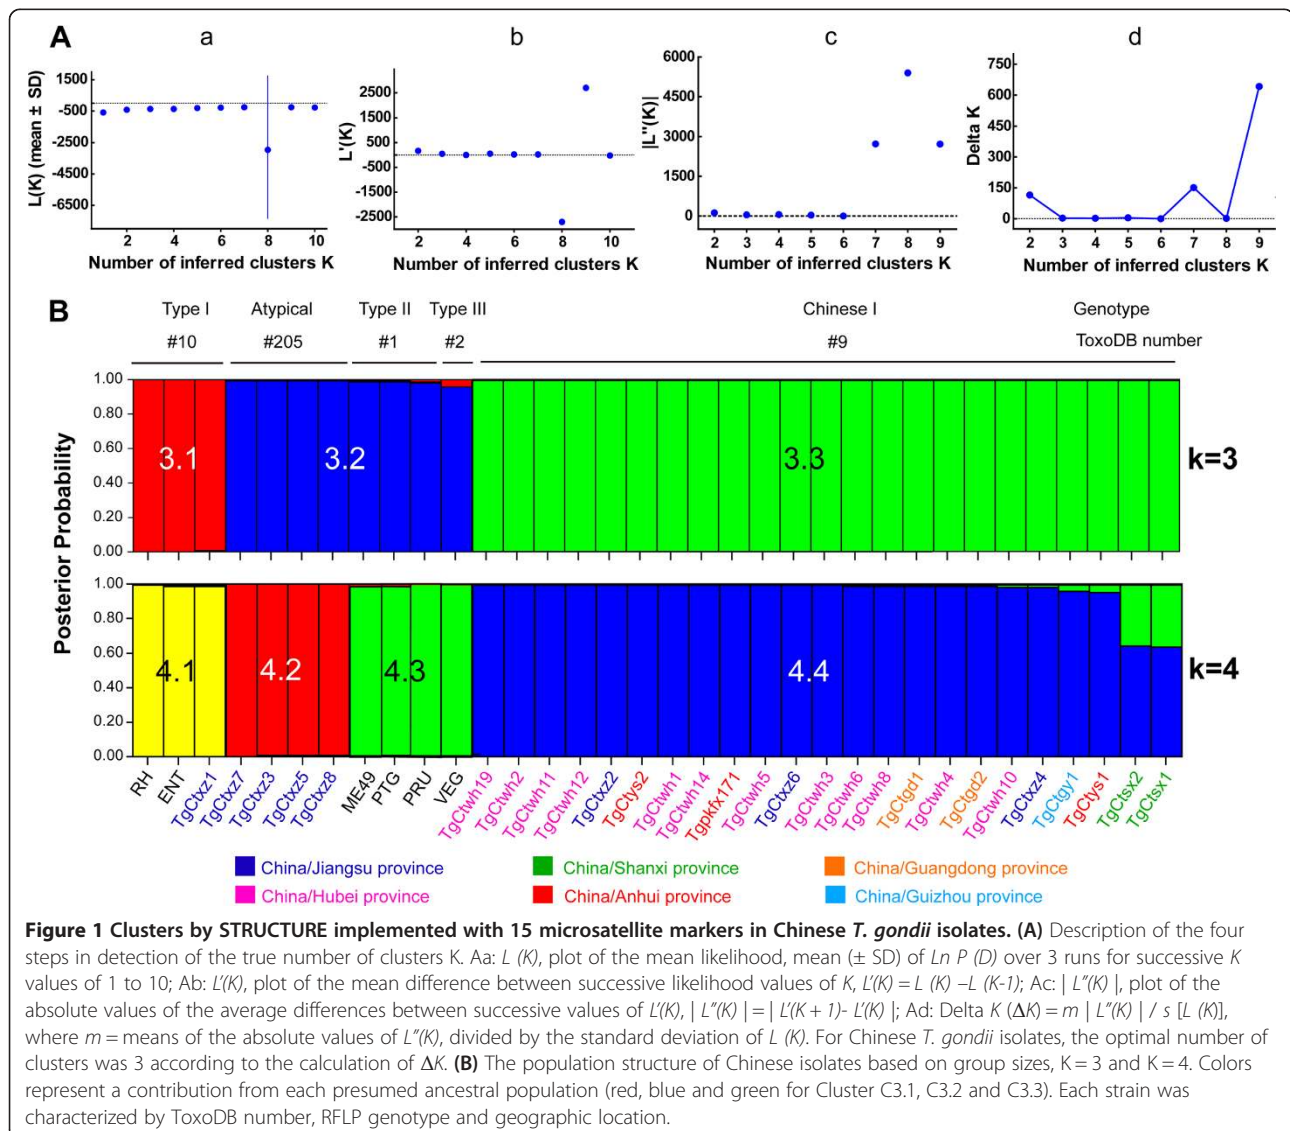 A
a
b
c
d
L(K) (mean ± SD)
1500
-500
-2500
-4500
-6500
2 4 6 8 10
Number of inferred clusters K
L'(K)
2500
500
-500
-2500
2 4 6 8 10
Number of inferred clusters K
|L"(K)|
6000
3000
0
2 3 4 5 6 7 8 9
Number of inferred clusters K
Delta K
750
600
450
300
150
0
2 3 4 5 6 7 8 9
Number of inferred clusters K
B
Type I Atypical Type II Type III Chinese I Genotype
#10 #205 #1 #2 #9 ToxoDB number
Posterior Probability
1.00
0.80
0.60
0.40
0.20
0.00
3.1 3.2 3.3 k=3
1.00
0.80
0.60
0.40
0.20
0.00
4.1 4.2 4.3 4.4 k=4
RH ENT TgCtxz1 TgCtxz7 TgCtxz3 TgCtxz5 TgCtxz8 ME49 PTG PRU VEG TgCtwh19 TgCtwh2 TgCtwh11 TgCtwh12 TgCtxz2 TgCtys2 TgCtwh1 TgCtwh14 Tgpkfx171 TgCtwh5 TgCtxz6 TgCtwh3 TgCtwh6 TgCtwh8 TgCtgd1 TgCtwh4 TgCtgd2 TgCtwh10 TgCtxz4 TgCtgy1 TgCtys1 TgCtsx2 TgCtsx1
China/Jiangsu province China/Shanxi province China/Guangdong province
China/Hubei province China/Anhui province China/Guizhou province
Figure 1 Clusters by STRUCTURE implemented with 15 microsatellite markers in Chinese T. gondii isolates. (A) Description of the four
steps in detection of the true number of clusters K. Aa: L (K), plot of the mean likelihood, mean (± SD) of Ln P (D) over 3 runs for successive K
values of 1 to 10; Ab: L'(K), plot of the mean difference between successive likelihood values of K, L'(K) = L (K) –L (K-1); Ac: | L"(K) |, plot of the
absolute values of the average differences between successive values of L'(K), | L"(K) | = | L'(K + 1)- L'(K) |; Ad: Delta K (ΔK) = m | L"(K) | / s [L (K)],
where m = means of the absolute values of L"(K), divided by the standard deviation of L (K). For Chinese T. gondii isolates, the optimal number of
clusters was 3 according to the calculation of ΔK. (B) The population structure of Chinese isolates based on group sizes, K = 3 and K = 4. Colors
represent a contribution from each presumed ancestral population (red, blue and green for Cluster C3.1, C3.2 and C3.3). Each strain was
characterized by ToxoDB number, RFLP genotype and geographic location.